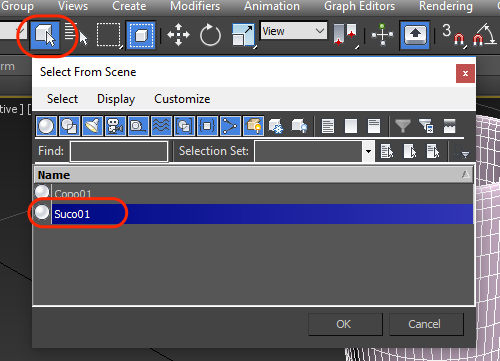 Group Views Create Modifiers Animation Graph Editors Rendering
View
3
rm
tive ] [
Select From Scene
x
Select Display Customize
Find: Selection Set:
Name
Copo01
Suco01
OK Cancel